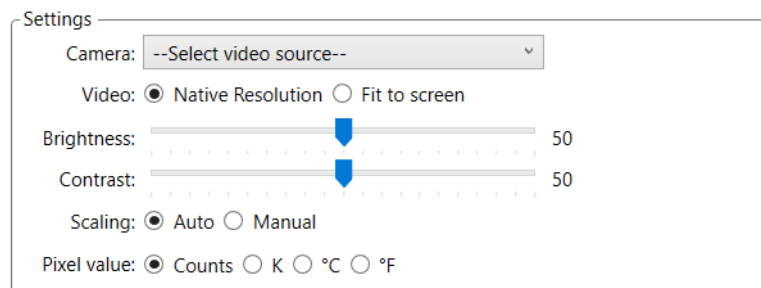 Settings
Camera: --Select video source--
Video: Native Resolution Fit to screen
Brightness: 50
Contrast: 50
Scaling: Auto Manual
Pixel value: Counts K °C °F